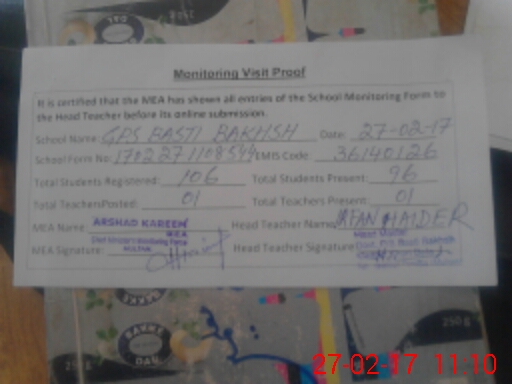 Monitoring Visit Proof
It is certified that the MEA has shown all entries of the School Monitoring Form to
the Head Teacher before its online submission.
School Name: GPS BASTI BAKHSH Date: 27-02-17
School Form No: EMIS Code: 36140126
Total Students Registered: 106 Total Students Present: 96
Total TeachersPosted: 01 Total Teachers Present: 01
MEA Name: ARSHAD KAREEM Head Teacher Name: IRFAN HAIDER
MEA
MEA Signature: Head Teacher Signature:
MULTAN
250g
27-02-17 11:10